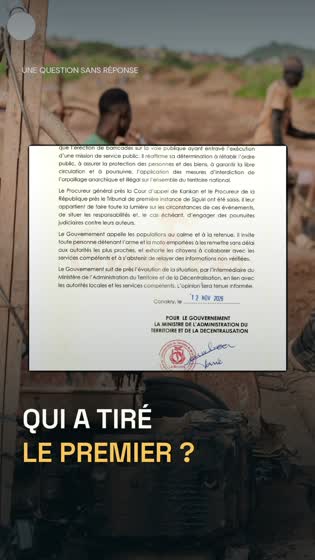 UNE QUESTION SANS RÉPONSE
que l'érection de barricades sur la voie publique ayant entravé l'exécution
d'une mission de service public. Il réaffirme sa détermination à rétablir l'ordre
public, à assurer la protection des personnes et des biens, à garantir la libre
circulation et à poursuivre, l'application des mesures d'interdiction de
l'orpaillage anarchique et illégal sur l'ensemble du territoire national.
Le Procureur général près la Cour d'appel de Kankan et le Procureur de la
République près le Tribunal de première instance de Siguiri ont été saisis. Il leur
appartient de faire toute la lumière sur les circonstances de ces événements,
de situer les responsabilités et, le cas échéant, d'engager des poursuites
judiciaires contre leurs auteurs.
Le Gouvernement appelle les populations au calme et à la retenue. Il invite
toute personne détenant l'arme et la moto emportées à les remettre sans délai
aux autorités les plus proches, et exhorte les citoyens à collaborer avec les
services compétents et à s'abstenir de relayer des informations non vérifiées.
Le Gouvernement suit de près l'évolution de la situation, par l'intermédiaire du
Ministère de l'Administration du Territoire et de la Décentralisation, en lien avec
les autorités locales et les services compétents. L'opinion sera tenue informée.
Conakry, le 12 NOV 2025
POUR LE GOUVERNEMENT
LA MINISTRE DE L'ADMINISTRATION DU
TERRITOIRE ET DE LA DÉCENTRALISATION
QUI A TIRÉ
LE PREMIER ?